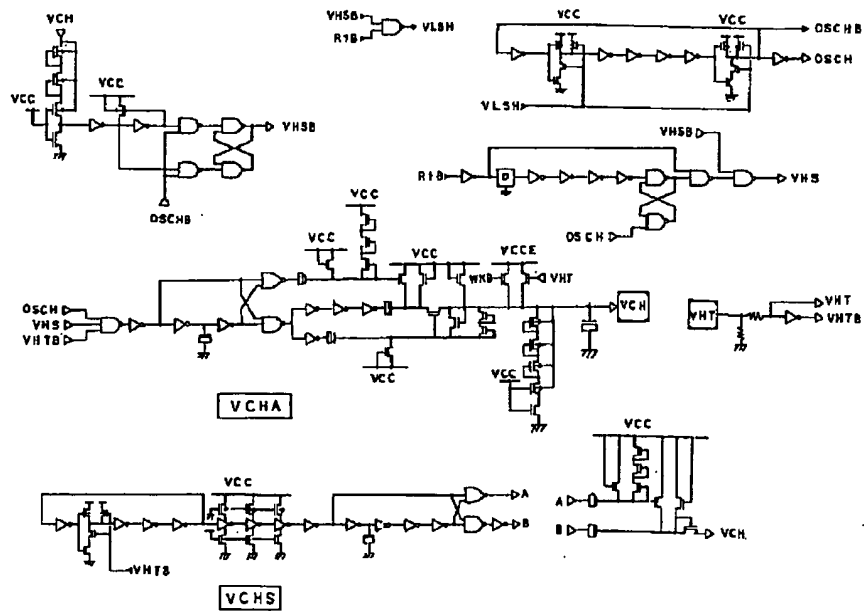 VCH
VCC
VCC
OSCHB
VHSB
VHSB
R1B
VLSH
VCC
VCC
OSCHB
OSCH
VLSH
VHSB
R1B
D
OSCH
VHS
OSCH
VHS
VHTB
VCC
VCC
VCC
VCCE
WKB
VHT
VCH
VCC
VCC
VCHA
VHT
VHT
VHTB
VCC
VHTS
A
B
VCHS
VCC
A
B
VCH